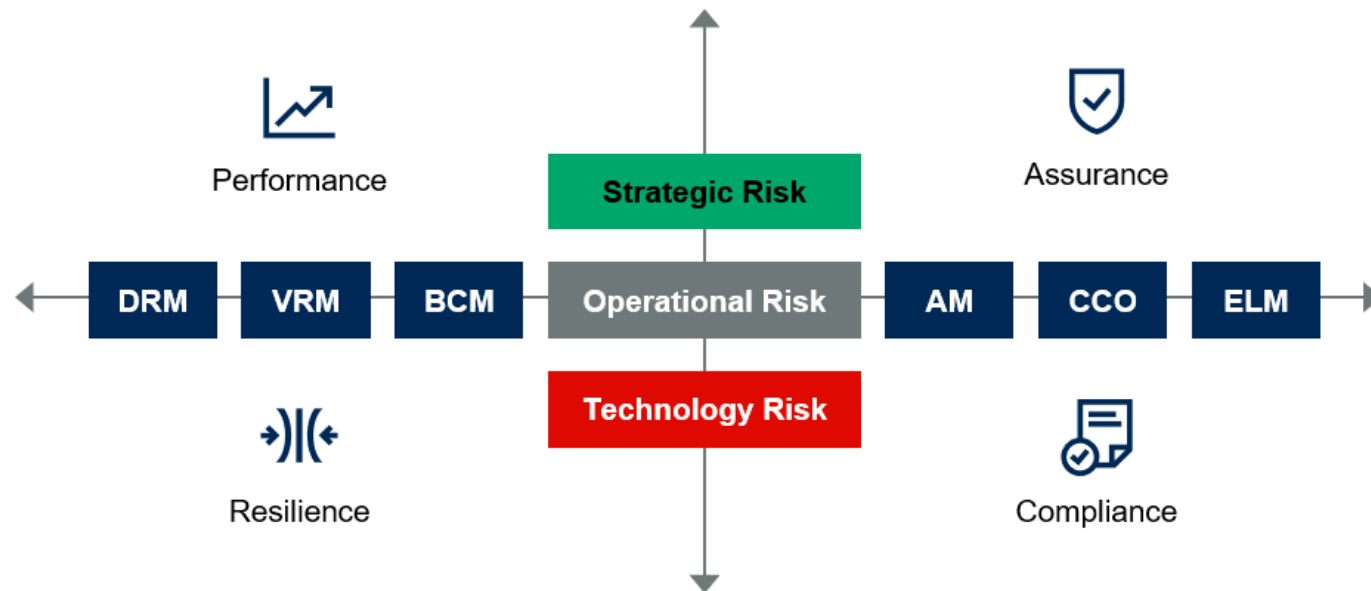 Performance
Assurance
Strategic Risk
DRM
VRM
BCM
Operational Risk
AM
CCO
ELM
Technology Risk
Resilience
Compliance